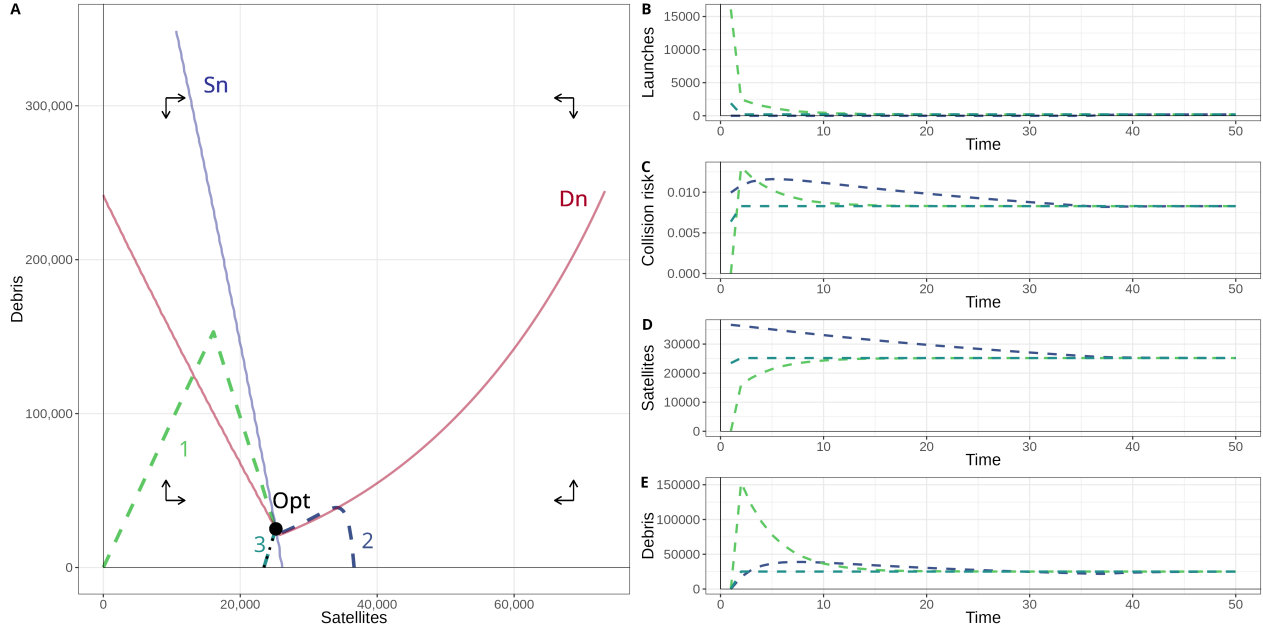 A
Sn
Dn
Opt
1
2
3
300,000
200,000
100,000
0
0
20,000
40,000
60,000
Satellites
Debris
B
15000
10000
5000
0
Launches
0
10
20
30
40
50
Time
C
0.010
0.005
0.000
Collision risk
0
10
20
30
40
50
Time
D
30000
20000
10000
0
Satellites
0
10
20
30
40
50
Time
E
150000
100000
50000
0
Debris
0
10
20
30
40
50
Time